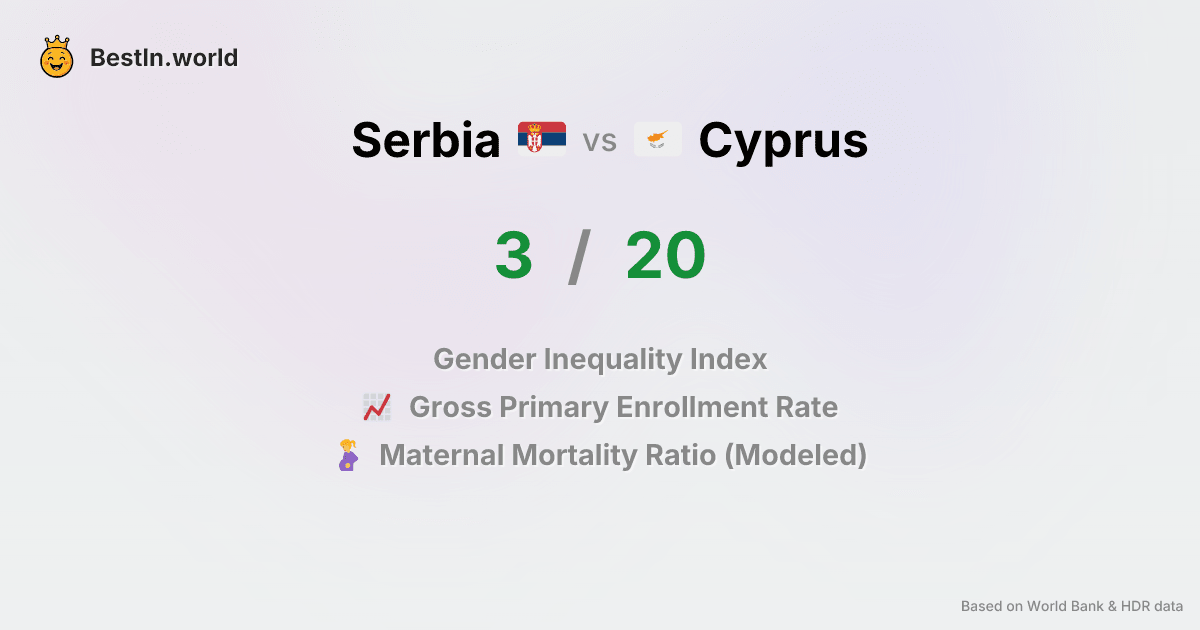 BestIn.world
Serbia vs Cyprus
3 / 20
Gender Inequality Index
Gross Primary Enrollment Rate
Maternal Mortality Ratio (Modeled)
Based on World Bank & HDR data